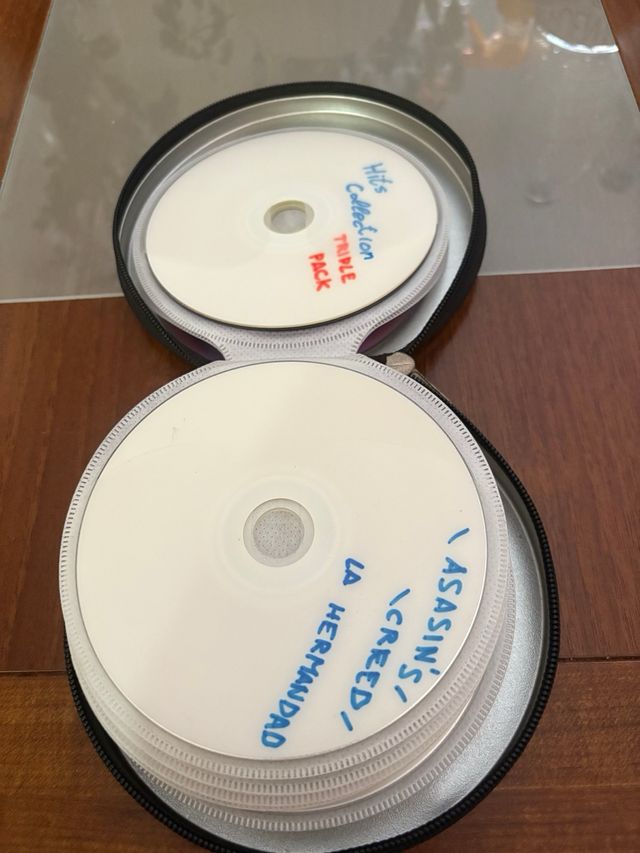 Hits
Collection
TRIPLE
PACK
\ ASASIN'S /
\CREED /
LA HERMANDAD